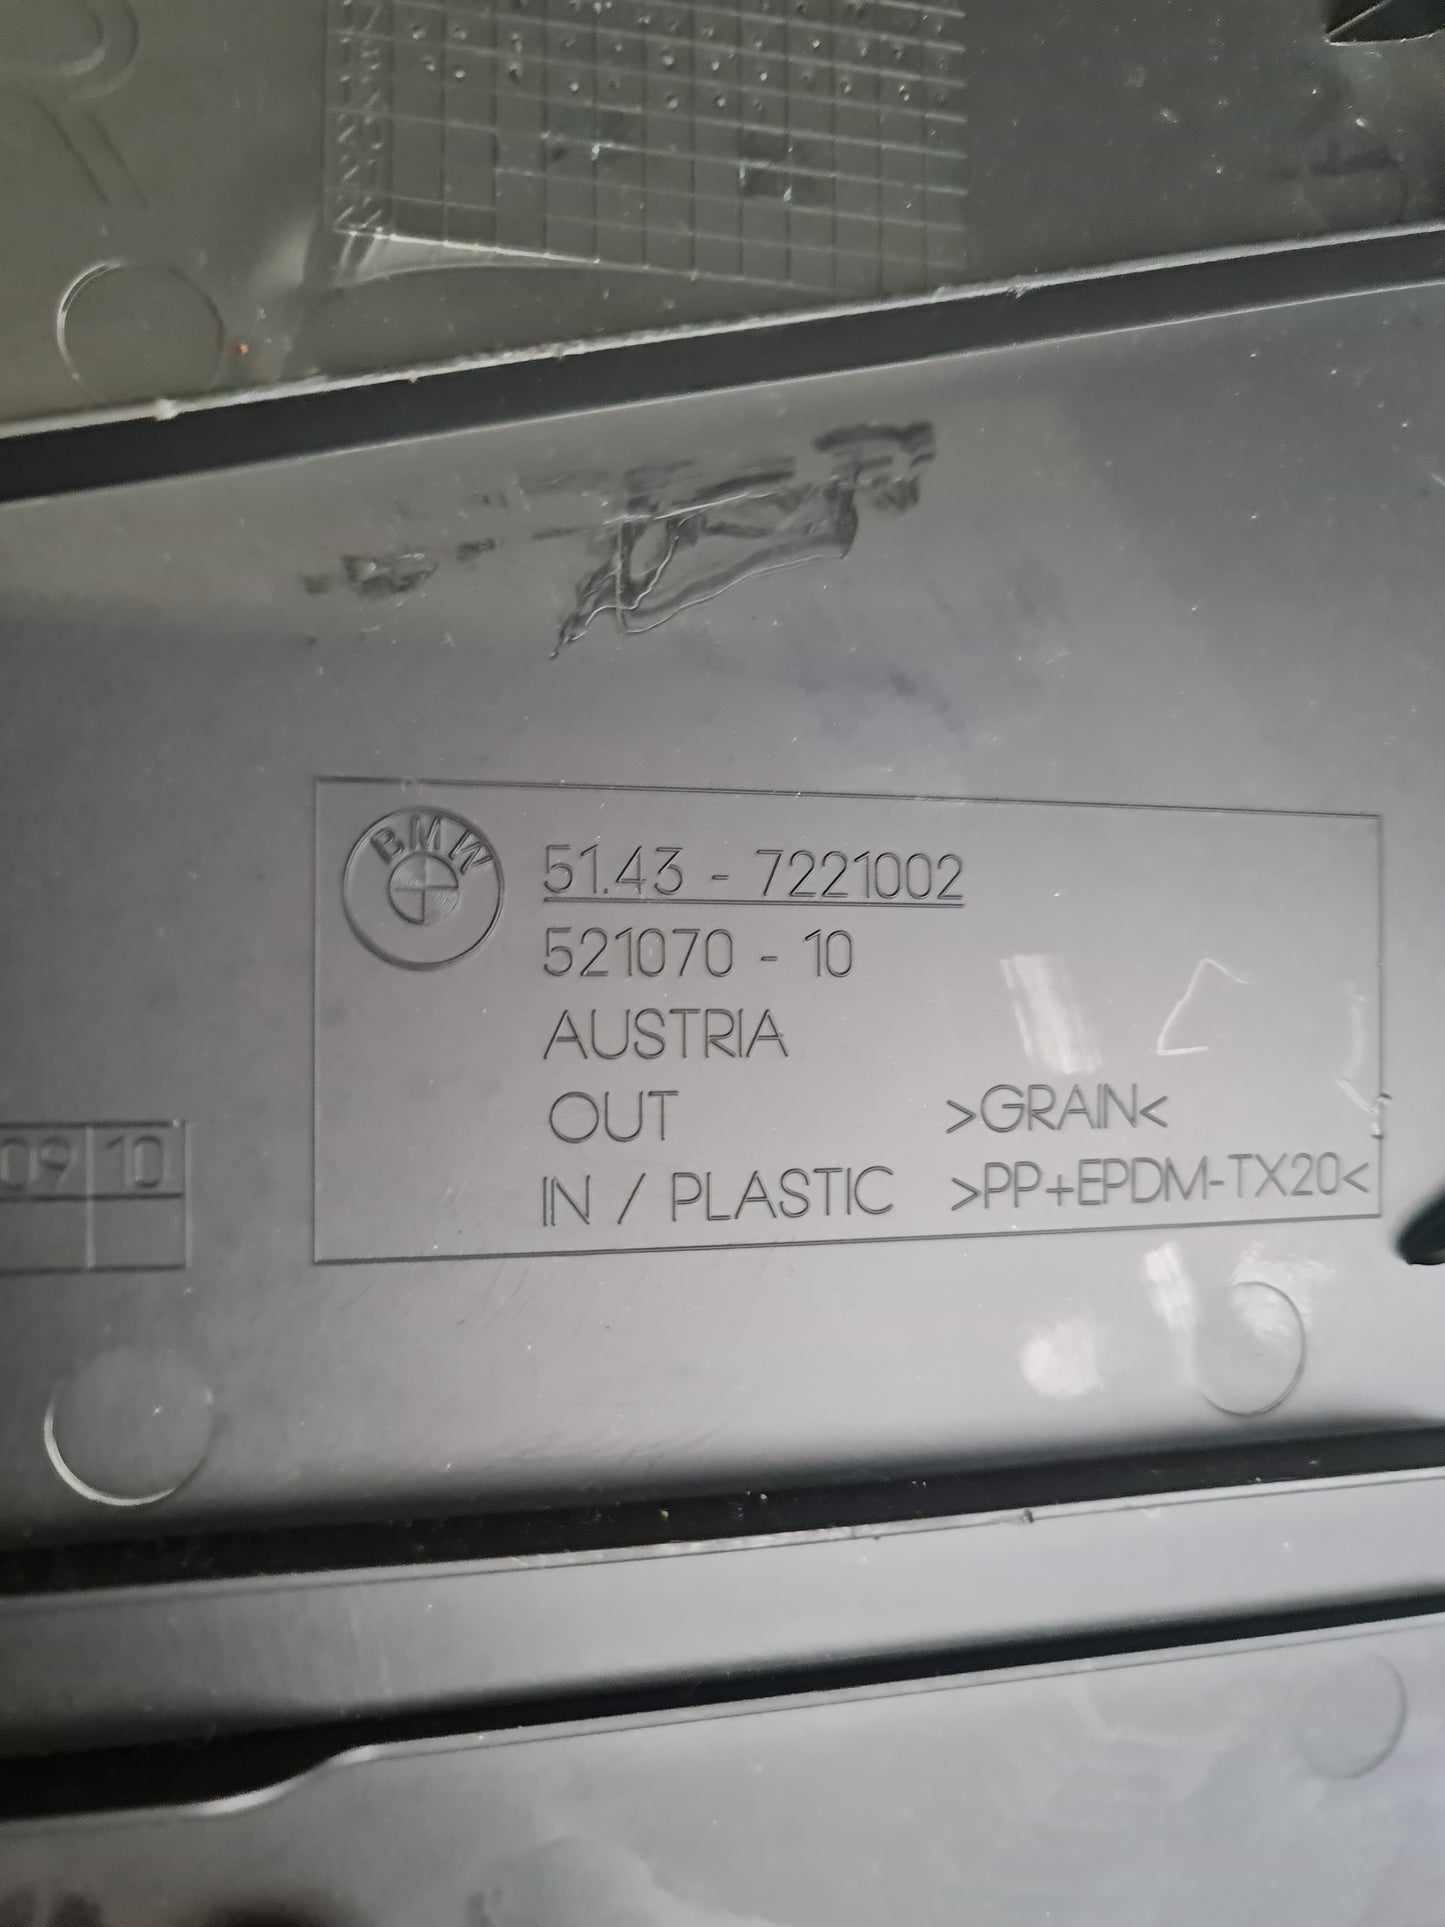 R
BMW
51.43 - 7221002
521070 - 10
AUSTRIA
OUT >GRAIN<
IN / PLASTIC >PP+EPDM-TX20<
09 10